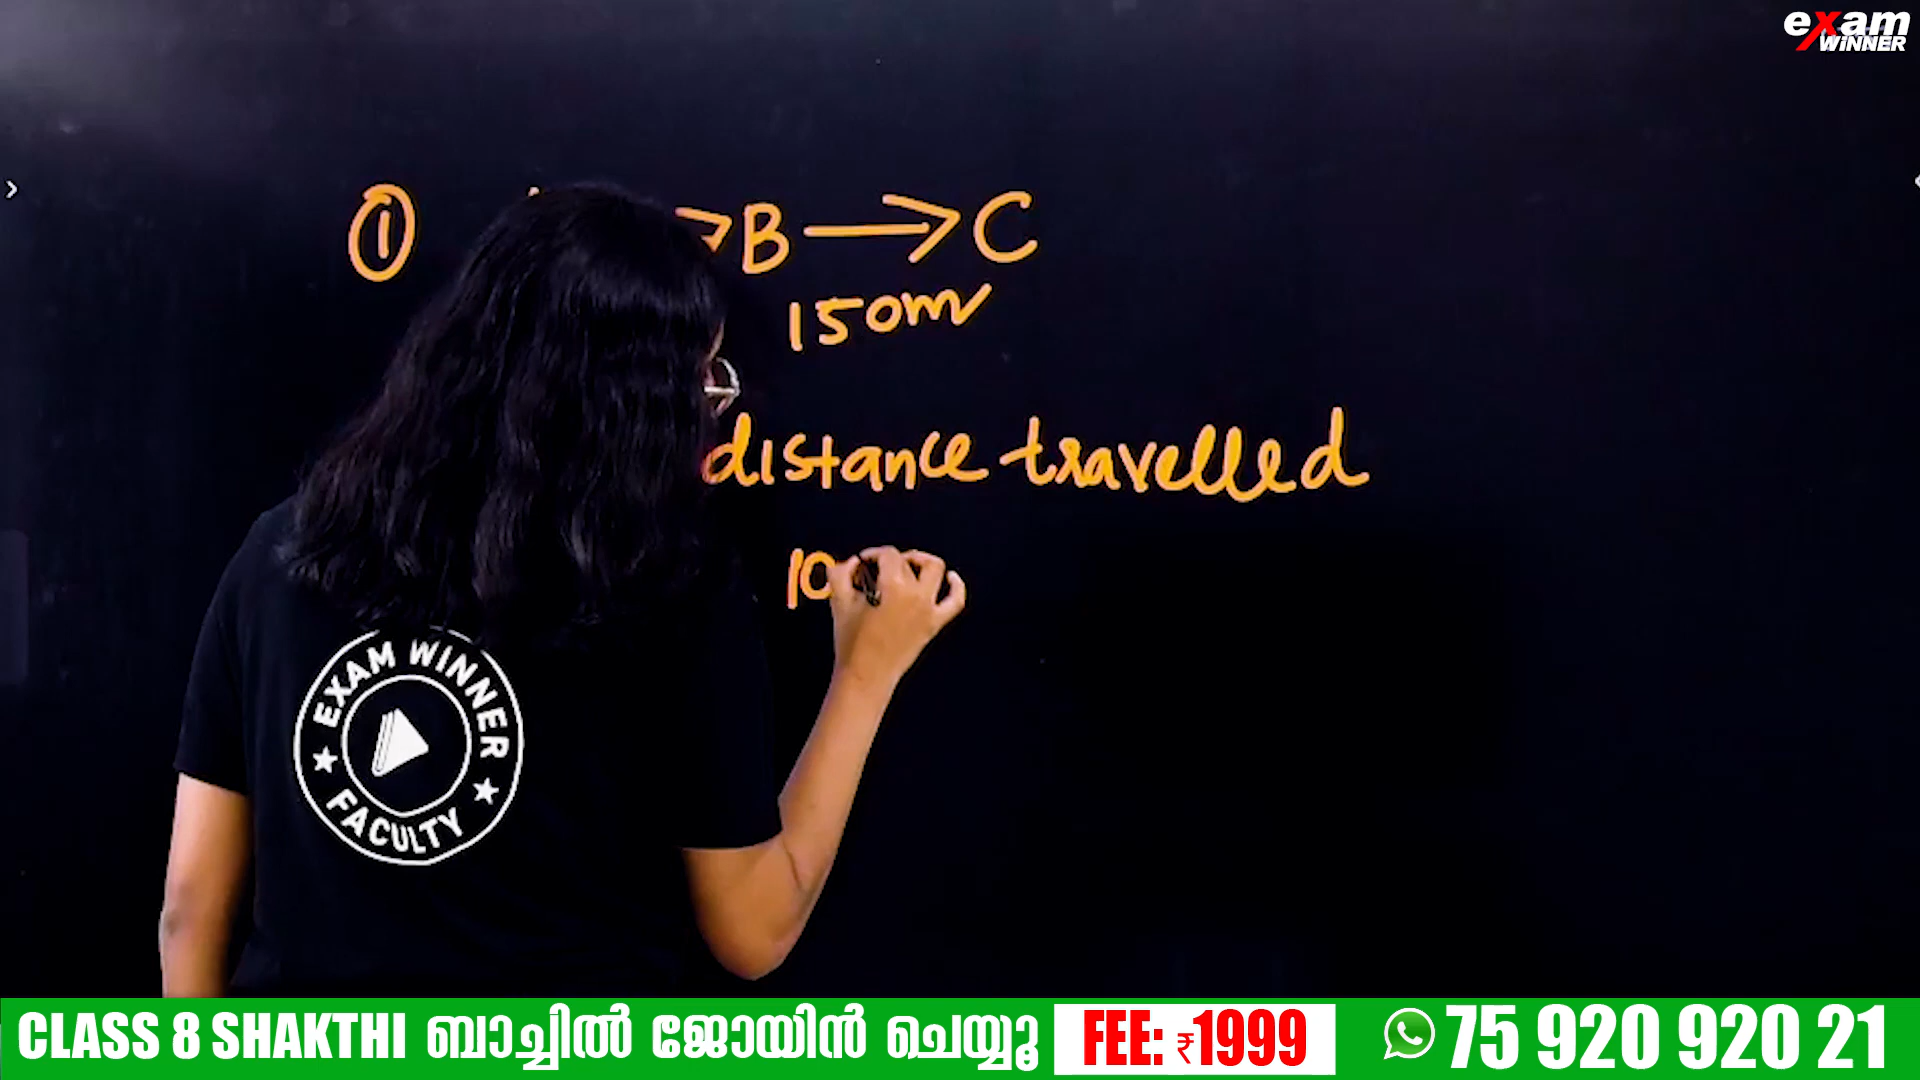 exam
WINNER
① → B → C
150m
distance travelled
10
EXAM WINNER
FACULTY
CLASS 8 SHAKTHI ബാച്ചിൽ ജോയിൻ ചെയ്യൂ FEE: ₹1999 75 920 920 21